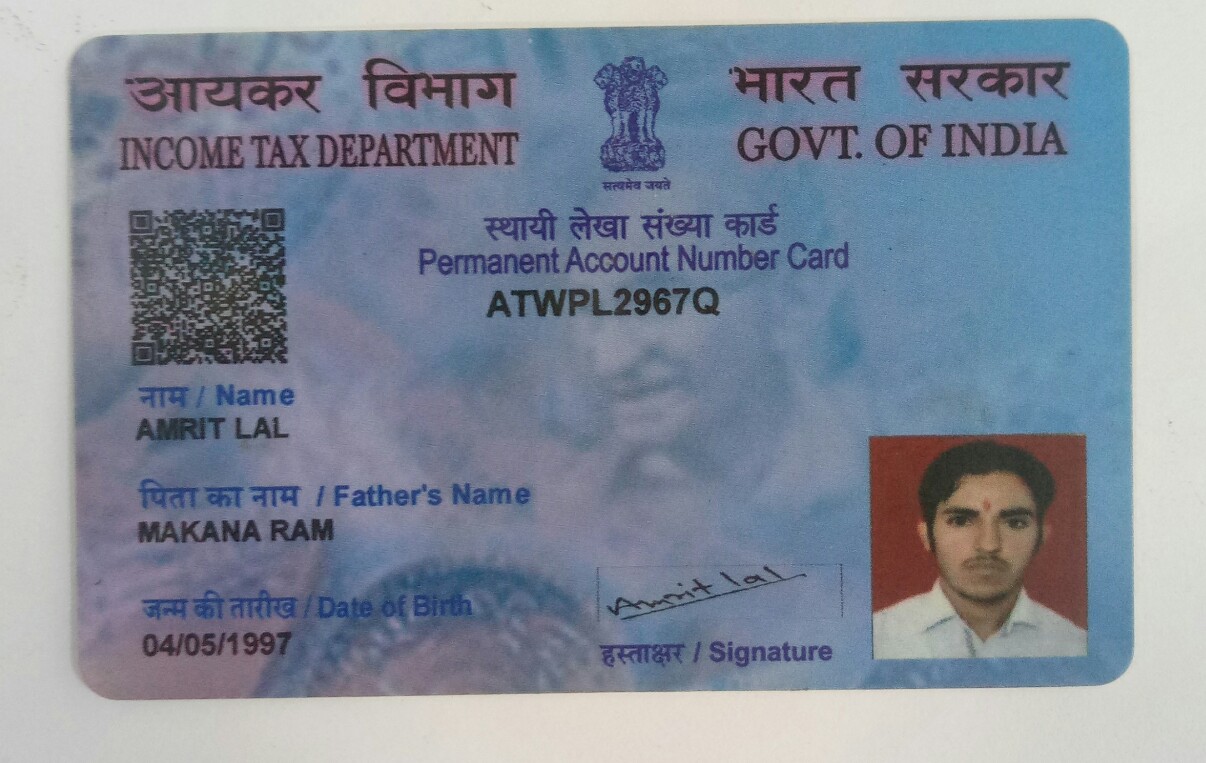 आयकर विभाग
INCOME TAX DEPARTMENT
सत्यमेव जयते
भारत सरकार
GOVT. OF INDIA
स्थायी लेखा संख्या कार्ड
Permanent Account Number Card
ATWPL2967Q
नाम / Name
AMRIT LAL
पिता का नाम / Father's Name
MAKANA RAM
जन्म की तारीख / Date of Birth
04/05/1997
Amrit lal
हस्ताक्षर / Signature